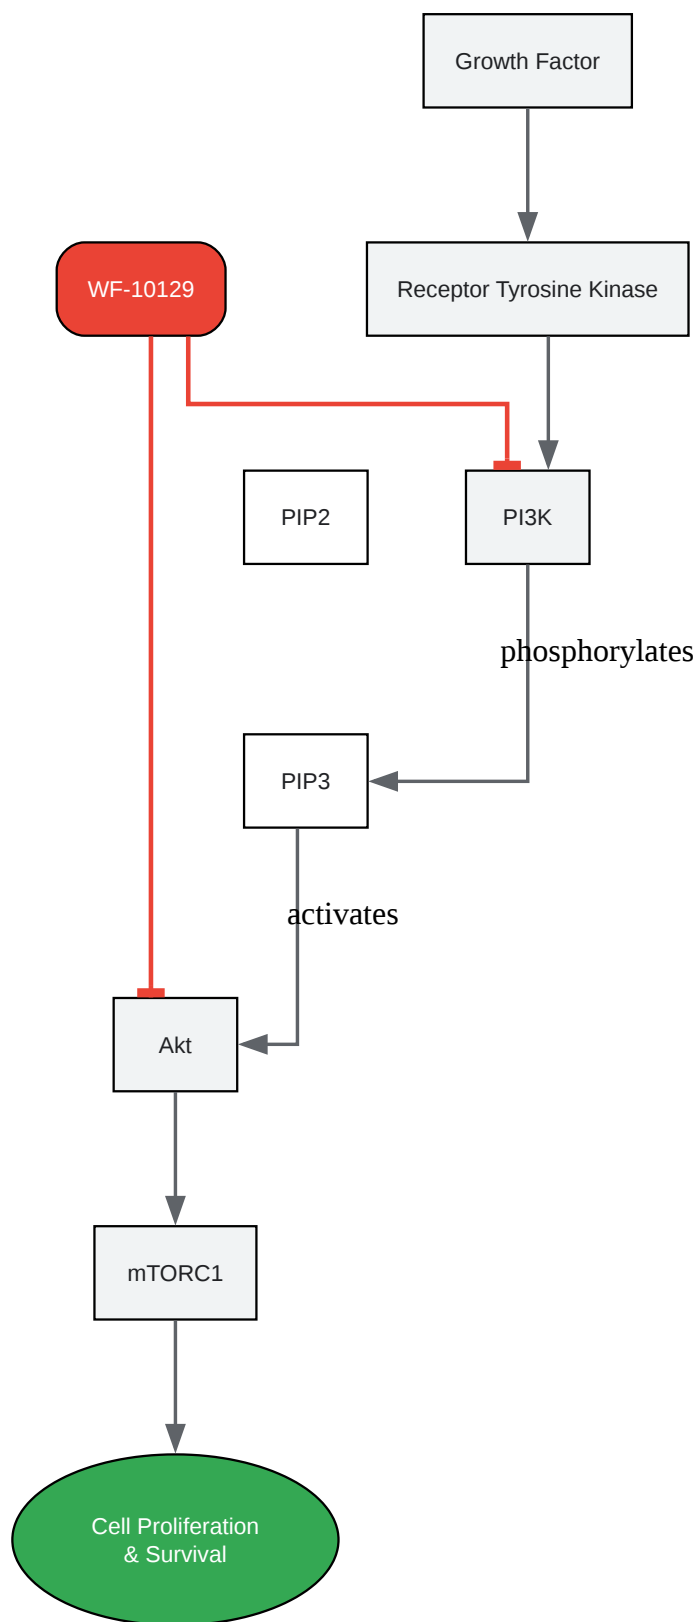 Growth Factor
WF-10129
Receptor Tyrosine Kinase
PIP2
PI3K
phosphorylates
PIP3
activates
Akt
mTORC1
Cell Proliferation
& Survival